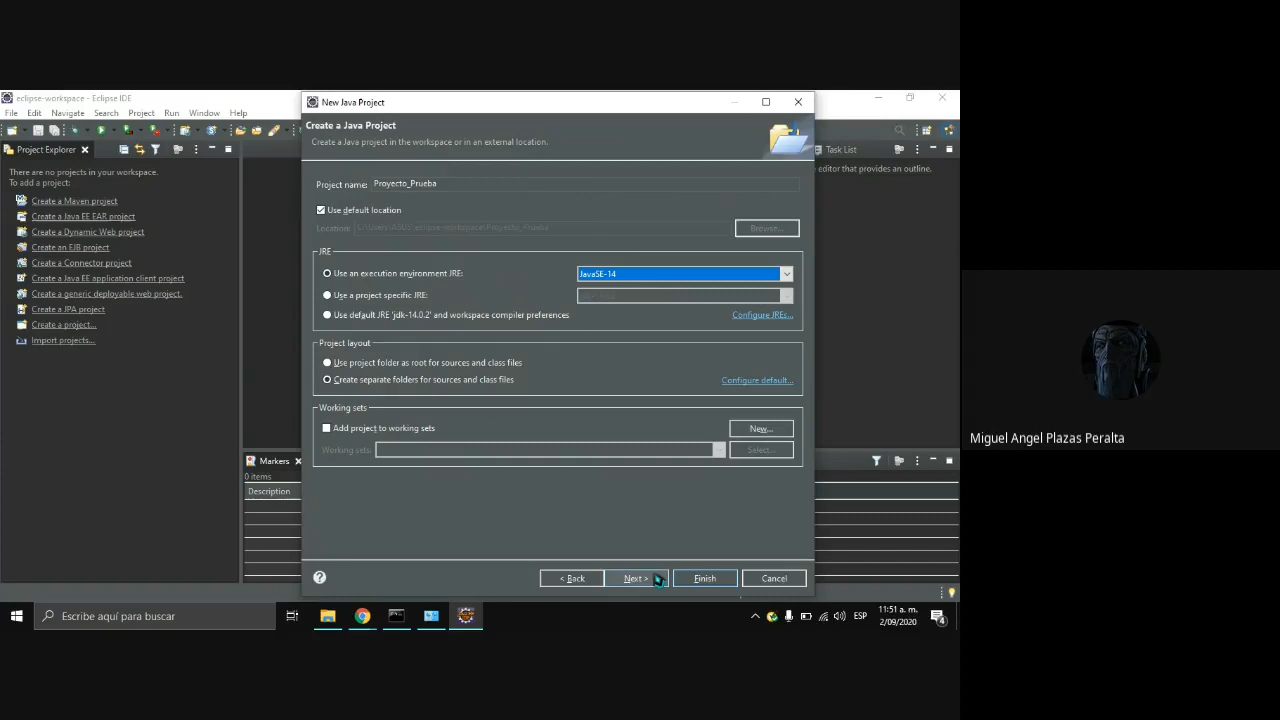 eclipse-workspace - Eclipse IDE
File Edit Navigate Search Project Run Window Help
Project Explorer
There are no projects in your workspace.
To add a project:
Create a Maven project
Create a Java EE EAR project
Create a Dynamic Web project
Create an EJB project
Create a Connector project
Create a Java EE application client project
Create a generic deployable web project.
Create a JPA project
Create a project...
Import projects...
New Java Project
Create a Java Project
Create a Java project in the workspace or in an external location.
Project name: Proyecto_Prueba
Use default location
Location: C:\Users\ASUS\eclipse-workspace\Proyecto_Prueba
Browse...
JRE
Use an execution environment JRE: JavaSE-14
Use a project specific JRE:
Use default JRE 'jdk-14.0.2' and workspace compiler preferences
Configure JREs...
Project layout
Use project folder as root for sources and class files
Create separate folders for sources and class files
Configure default...
Working sets
Add project to working sets
New...
Working sets:
Select...
< Back
Next >
Finish
Cancel
Task List
editor that provides an outline.
Markers
0 items
Description
Escribe aquí para buscar
ESP
11:51 a. m.
2/09/2020
4
Miguel Angel Plazas Peralta